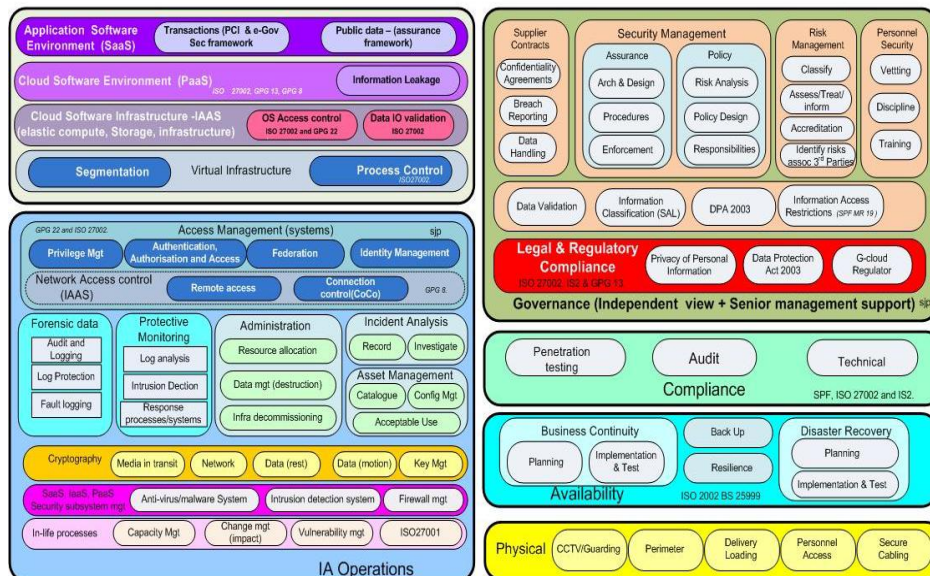 Application Software
Environment (SaaS)
Transactions (PCI & e-Gov
Sec framework
Public data – (assurance
framework)
Cloud Software Environment (PaaS)
ISO 27002, GPG 13, GPG 8
Information Leakage
Cloud Software Infrastructure -IAAS
(elastic compute, Storage, infrastructure)
OS Access control
ISO 27002 and GPG 22
Data IO validation
ISO 27002
Segmentation
Virtual Infrastructure
Process Control
ISO27002.
GPG 22 and ISO 27002.
Access Management (systems)
sjp
Privilege Mgt
Authentication,
Authorisation and Access
Federation
Identity Management
Network Access control
(IAAS)
Remote access
Connection
control(CoCo)
GPG 8.
Forensic data
Audit and
Logging
Log Protection
Fault logging
Protective
Monitoring
Log analysis
Intrusion Dection
Response
processes/systems
Administration
Resource allocation
Data mgt (destruction)
Infra decommissioning
Incident Analysis
Record
Investigate
Asset Management
Catalogue
Config Mgt
Acceptable Use
Cryptography
Media in transit
Network
Data (rest)
Data (motion)
Key Mgt
SaaS, IaaS, PaaS
Security subsystem mgt
Anti-virus/malware System
Intrusion detection system
Firewall mgt
In-life processes
Capacity Mgt
Change mgt
(impact)
Vulnerability mgt
ISO27001
IA Operations
Supplier
Contracts
Confidentiality
Agreements
Breach
Reporting
Data
Handling
Security Management
Assurance
Arch & Design
Procedures
Enforcement
Policy
Risk Analysis
Policy Design
Responsibilities
Risk
Management
Classify
Assess/Treat/
inform
Accreditation
Identify risks
assoc 3rd Parties
Personnel
Security
Vettting
Discipline
Training
Data Validation
Information
Classification (SAL)
DPA 2003
Information Access
Restrictions (SPF MR 19 )
Legal & Regulatory
Compliance
ISO 27002, IS2 & GPG 13.
Privacy of Personal
Information
Data Protection
Act 2003
G-cloud
Regulator
Governance (Independent view + Senior management support) sjp
Penetration
testing
Audit
Technical
Compliance
SPF, ISO 27002 and IS2.
Business Continuity
Planning
Implementation
& Test
Back Up
Resilience
Disaster Recovery
Planning
Implementation & Test
Availability
ISO 2002 BS 25999
Physical
CCTV/Guarding
Perimeter
Delivery
Loading
Personnel
Access
Secure
Cabling